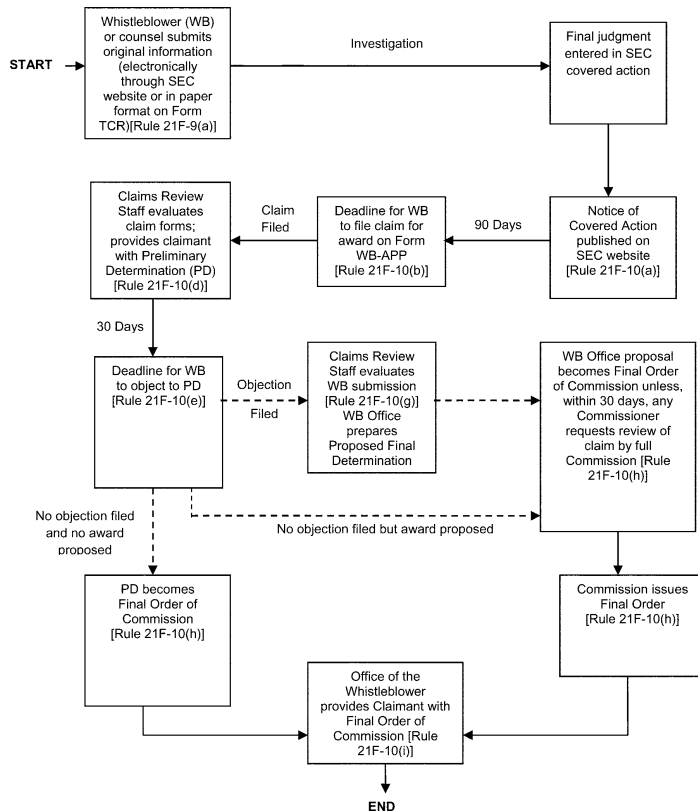 START
Whistleblower (WB)
or counsel submits
original information
(electronically
through SEC
website or in paper
format on Form
TCR)[Rule 21F-9(a)]
Investigation
Final judgment
entered in SEC
covered action
Claims Review
Staff evaluates
claim forms;
provides claimant
with Preliminary
Determination (PD)
[Rule 21F-10(d)]
Claim
Filed
Deadline for WB
to file claim for
award on Form
WB-APP
[Rule 21F-10(b)]
90 Days
Notice of
Covered Action
published on
SEC website
[Rule 21F-10(a)]
30 Days
Deadline for WB
to object to PD
[Rule 21F-10(e)]
Objection
Filed
Claims Review
Staff evaluates
WB submission
[Rule 21F-10(g)]
WB Office
prepares
Proposed Final
Determination
WB Office proposal
becomes Final Order
of Commission unless,
within 30 days, any
Commissioner
requests review of
claim by full
Commission [Rule
21F-10(h)]
No objection filed
and no award
proposed
No objection filed but award proposed
PD becomes
Final Order of
Commission
[Rule 21F-10(h)]
Commission issues
Final Order
[Rule 21F-10(h)]
Office of the
Whistleblower
provides Claimant with
Final Order of
Commission [Rule
21F-10(i)]
END